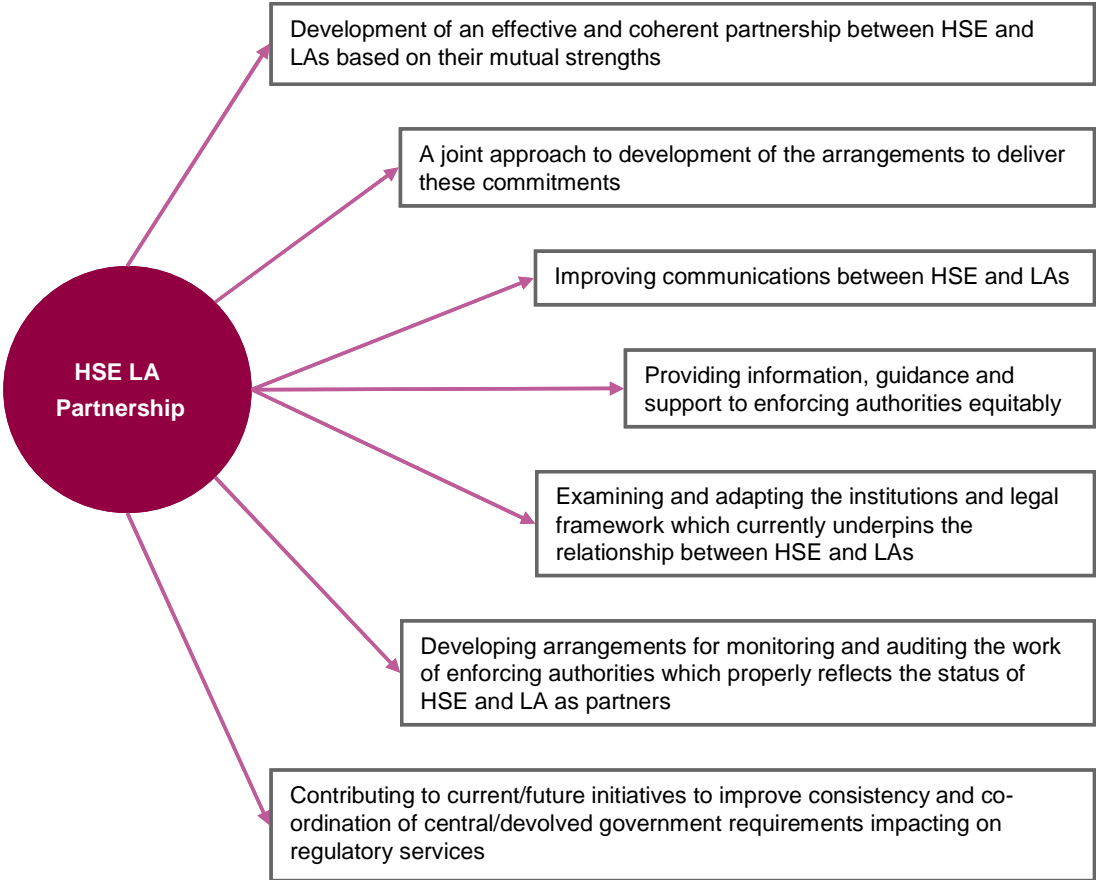 Development of an effective and coherent partnership between HSE and
LAs based on their mutual strengths
A joint approach to development of the arrangements to deliver
these commitments
Improving communications between HSE and LAs
HSE LA
Partnership
Providing information, guidance and
support to enforcing authorities equitably
Examining and adapting the institutions and legal
framework which currently underpins the
relationship between HSE and LAs
Developing arrangements for monitoring and auditing the work
of enforcing authorities which properly reflects the status of
HSE and LA as partners
Contributing to current/future initiatives to improve consistency and co-
ordination of central/devolved government requirements impacting on
regulatory services